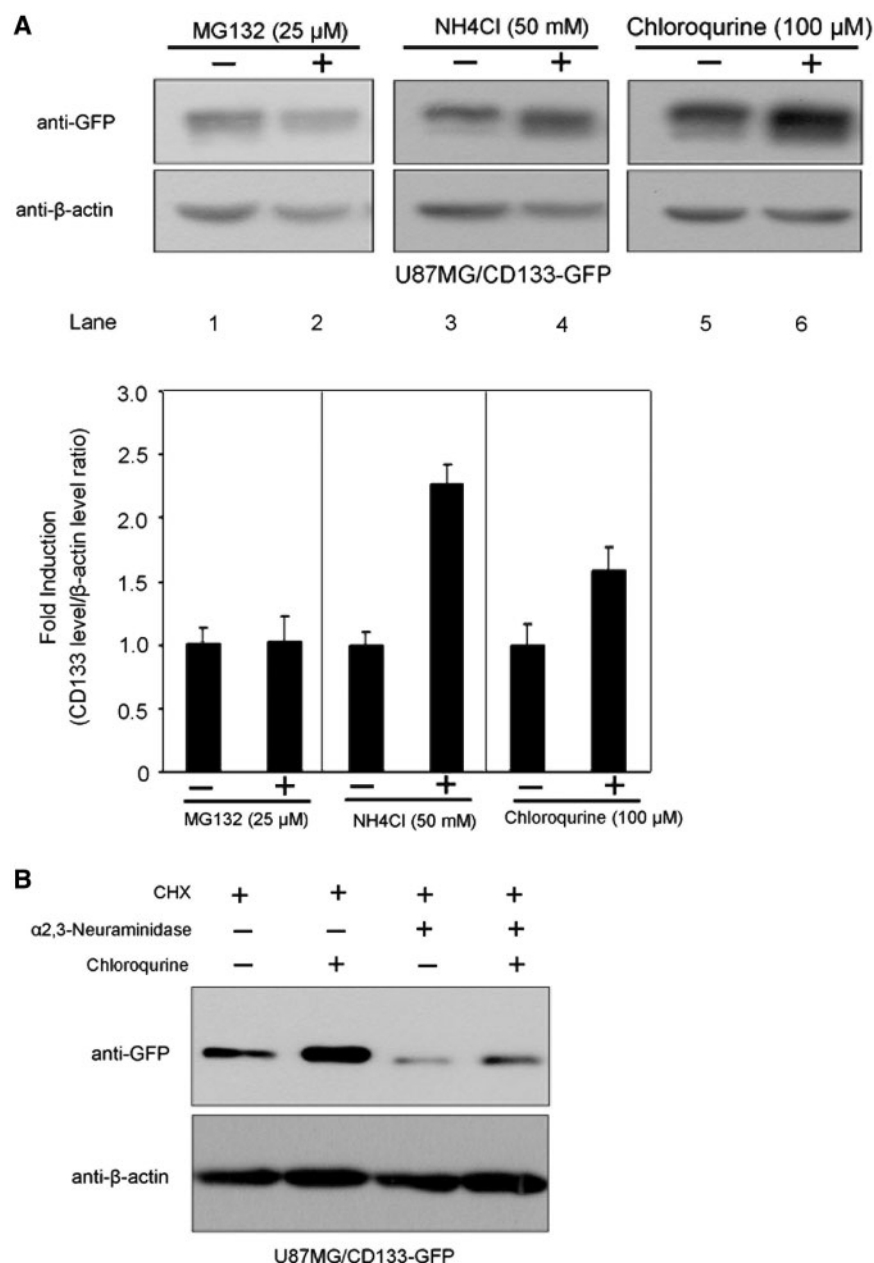 A
MG132 (25 µM) NH4Cl (50 mM) Chloroqurine (100 µM)
− + − + − +
anti-GFP
anti-β-actin
U87MG/CD133-GFP
Lane 1 2 3 4 5 6
Fold Induction
(CD133 level/β-actin level ratio)
3.0
2.5
2.0
1.5
1.0
0.5
0
− + − + − +
MG132 (25 µM) NH4Cl (50 mM) Chloroqurine (100 µM)
B
CHX + + + +
α2,3-Neuraminidase − − + +
Chloroqurine − + − +
anti-GFP
anti-β-actin
U87MG/CD133-GFP